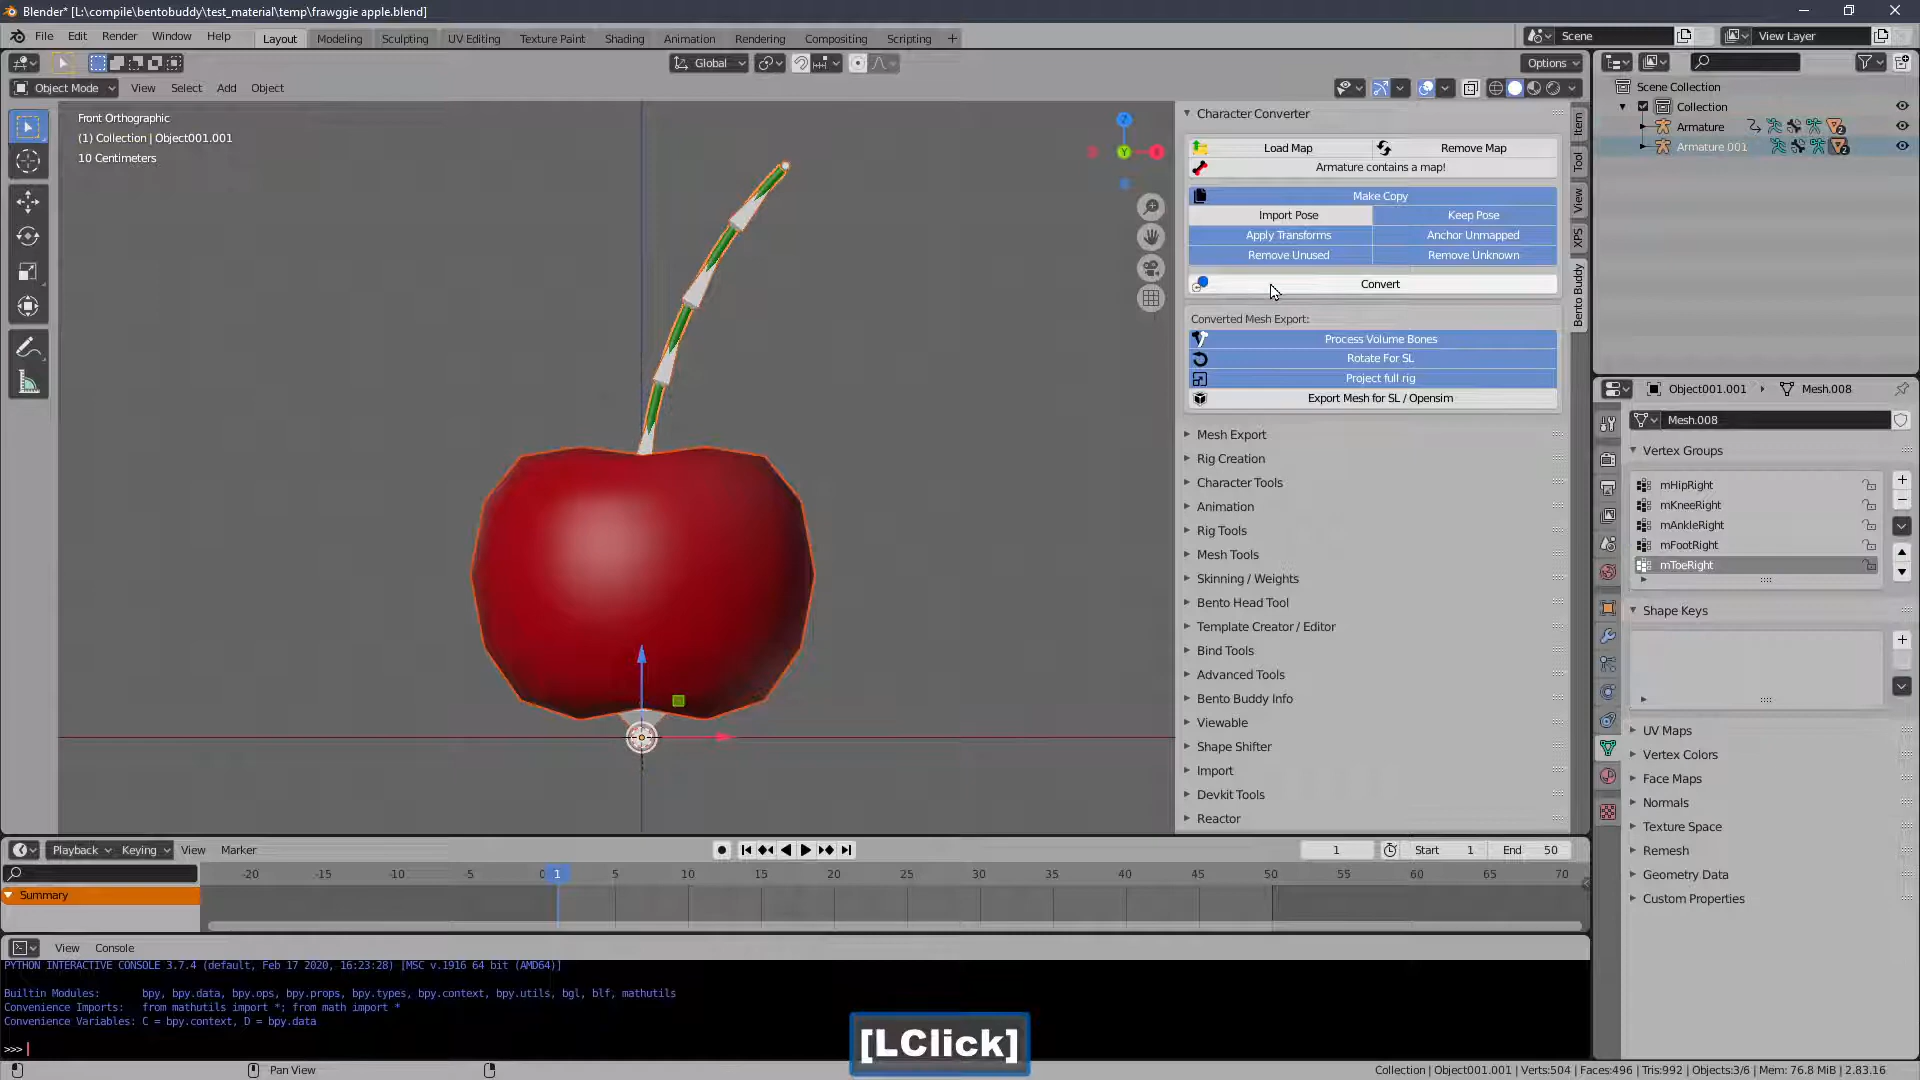 Blender* [L:\compile\bentobuddy\test_material\temp\frawggie apple.blend]
File Edit Render Window Help Layout Modeling Sculpting UV Editing Texture Paint Shading Animation Rendering Compositing Scripting + Scene View Layer
Global Options
Object Mode View Select Add Object
Front Orthographic
(1) Collection | Object001.001
10 Centimeters
Z
Y
X
Character Converter
Load Map Remove Map
Armature contains a map!
Make Copy
Import Pose Keep Pose
Apply Transforms Anchor Unmapped
Remove Unused Remove Unknown
Convert
Converted Mesh Export:
Process Volume Bones
Rotate For SL
Project full rig
Export Mesh for SL / Opensim
Mesh Export
Rig Creation
Character Tools
Animation
Rig Tools
Mesh Tools
Skinning / Weights
Bento Head Tool
Template Creator / Editor
Bind Tools
Advanced Tools
Bento Buddy Info
Viewable
Shape Shifter
Import
Devkit Tools
Reactor
Item
Tool
View
XPS
Bento Buddy
Scene Collection
Collection
Armature 2
Armature 001 2
Object001.001 Mesh.008
Mesh.008
Vertex Groups
mHipRight
mKneeRight
mAnkleRight
mFootRight
mToeRight
Shape Keys
UV Maps
Vertex Colors
Face Maps
Normals
Texture Space
Remesh
Geometry Data
Custom Properties
Playback Keying View Marker 1 Start 1 End 50
-20 -15 -10 -5 0 1 5 10 15 20 25 30 35 40 45 50 55 60 65 70
Summary
View Console
PYTHON INTERACTIVE CONSOLE 3.7.4 (default, Feb 17 2020, 16:23:28) [MSC v.1916 64 bit (AMD64)]
Builtin Modules: bpy, bpy.data, bpy.ops, bpy.props, bpy.types, bpy.context, bpy.utils, bgl, blf, mathutils
Convenience Imports: from mathutils import *; from math import *
Convenience Variables: C = bpy.context, D = bpy.data
>>>
[LClick]
Pan View
Collection | Object001.001 | Verts:504 | Faces:496 | Tris:992 | Objects:3/6 | Mem: 76.8 MiB | 2.83.16